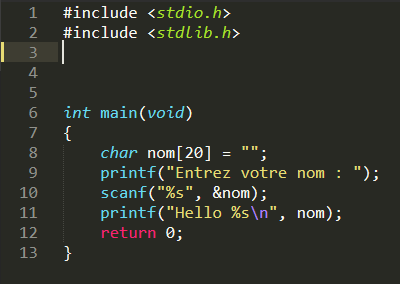 1 #include <stdio.h>
2 #include <stdlib.h>
3
4
5
6 int main(void)
7 {
8     char nom[20] = "";
9     printf("Entrez votre nom : ");
10     scanf("%s", &nom);
11     printf("Hello %s\n", nom);
12     return 0;
13 }